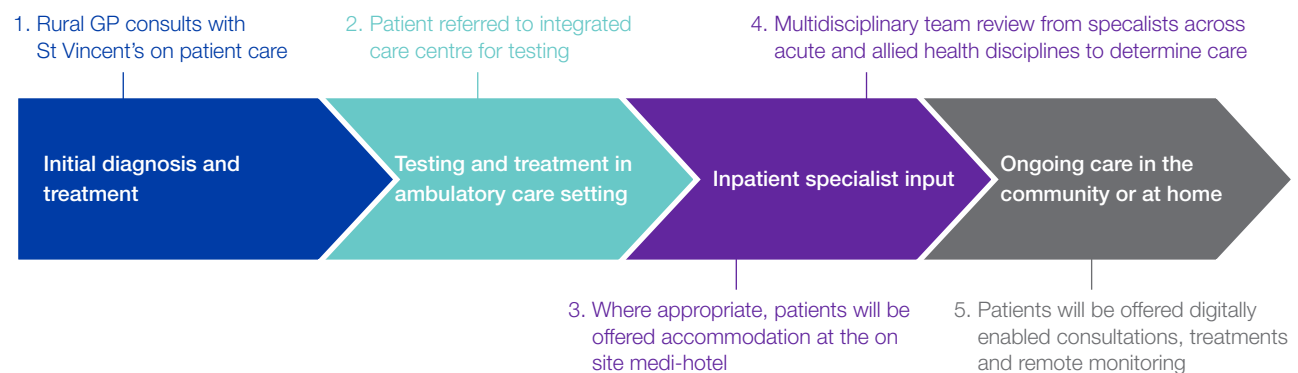 1. Rural GP consults with
St Vincent’s on patient care
2. Patient referred to integrated
care centre for testing
4. Multidisciplinary team review from specalists across
acute and allied health disciplines to determine care
Initial diagnosis and
treatment
Testing and treatment in
ambulatory care setting
Inpatient specialist input
Ongoing care in the
community or at home
3. Where appropriate, patients will be
offered accommodation at the on
site medi-hotel
5. Patients will be offered digitally
enabled consultations, treatments
and remote monitoring